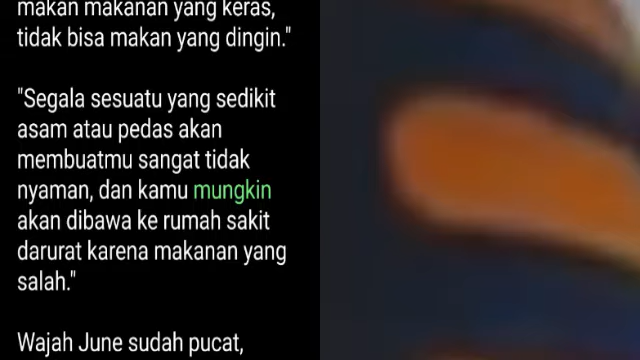 makan makanan yang keras,
tidak bisa makan yang dingin."
"Segala sesuatu yang sedikit
asam atau pedas akan
membuatmu sangat tidak
nyaman, dan kamu mungkin
akan dibawa ke rumah sakit
darurat karena makanan yang
salah."
Wajah June sudah pucat,